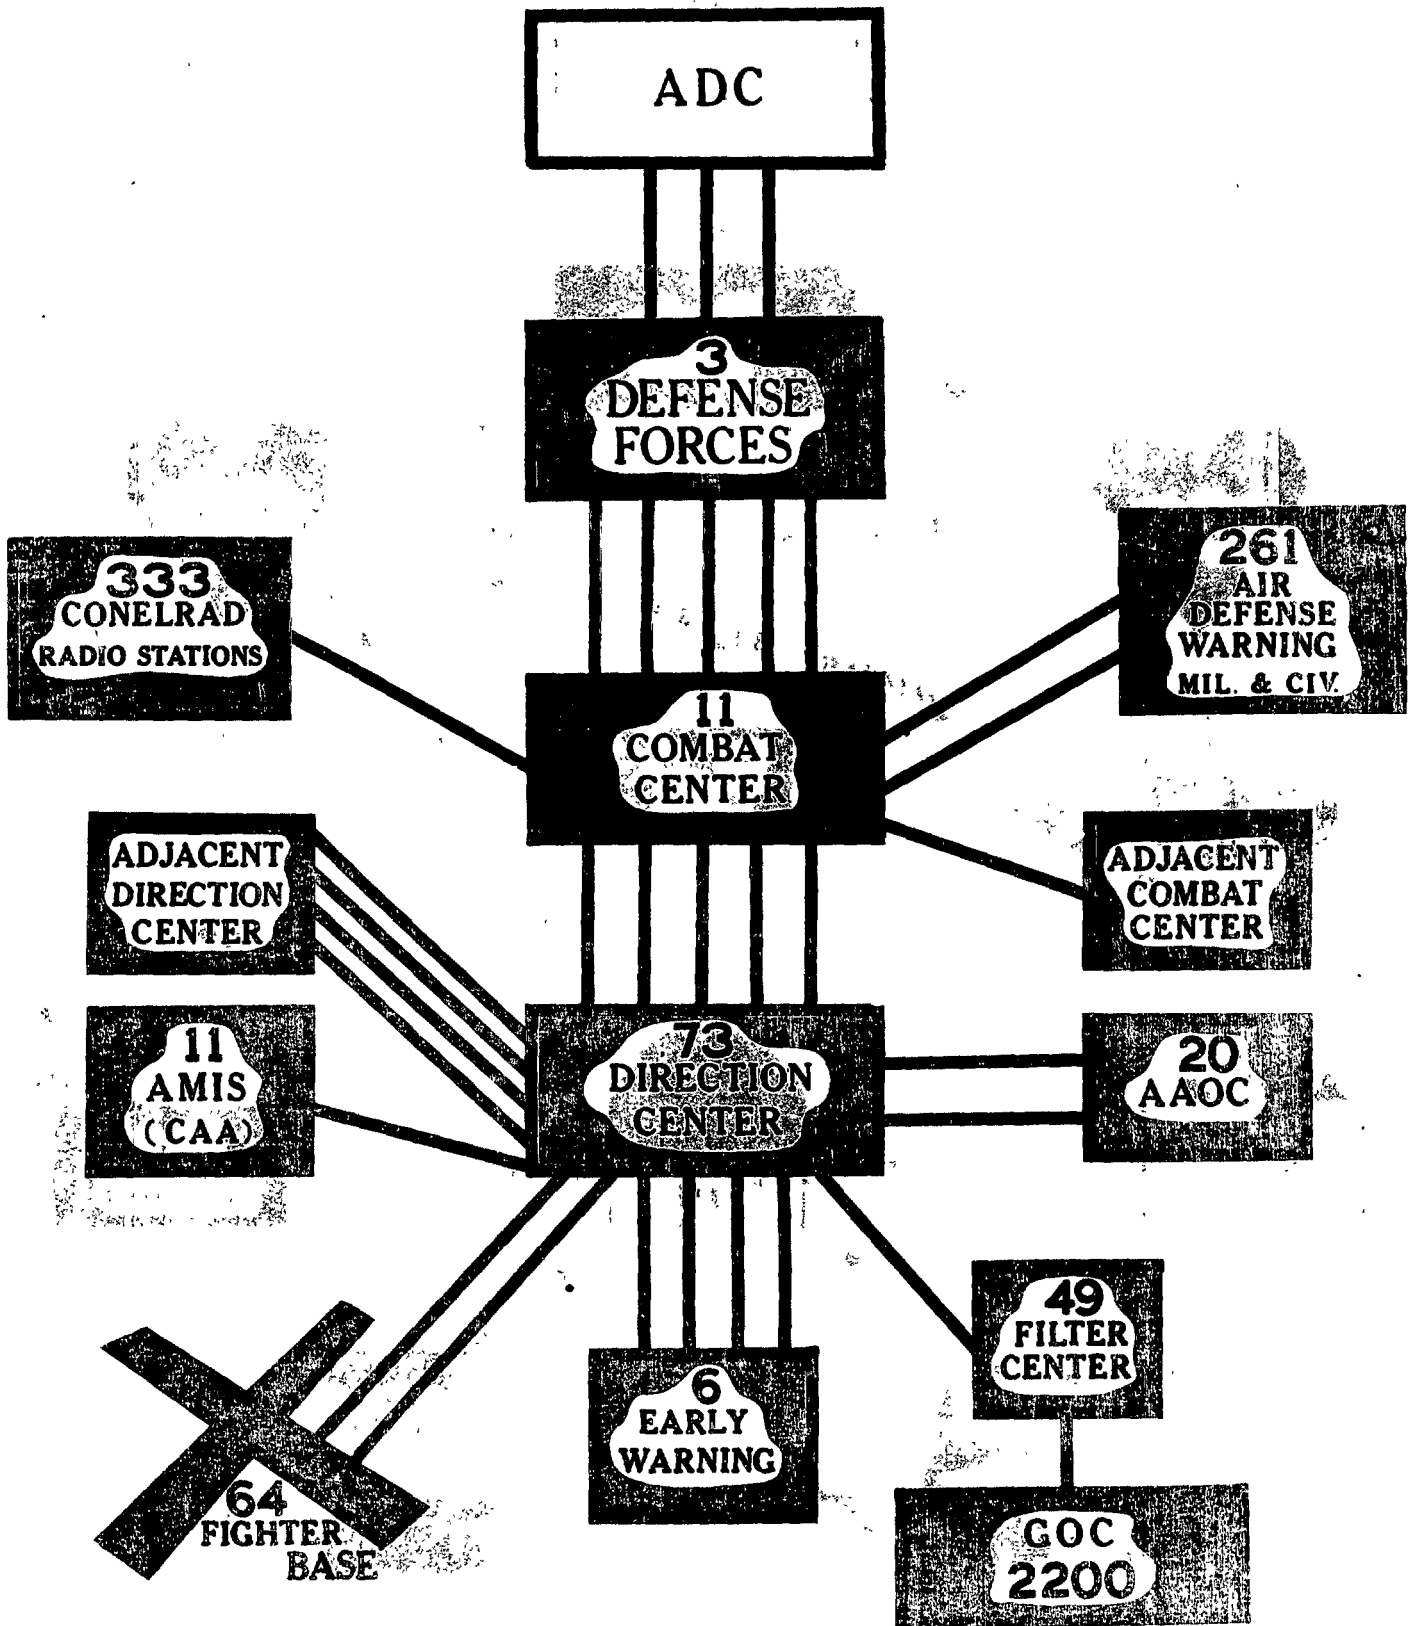 ADC
3
DEFENSE
FORCES
333
CONELRAD
RADIO STATIONS
261
AIR
DEFENSE
WARNING
MIL. & CIV.
11
COMBAT
CENTER
ADJACENT
DIRECTION
CENTER
ADJACENT
COMBAT
CENTER
11
AMIS
(CAA)
73
DIRECTION
CENTER
20
AAOC
49
FILTER
CENTER
6
EARLY
WARNING
64
FIGHTER
BASE
GOC
2200